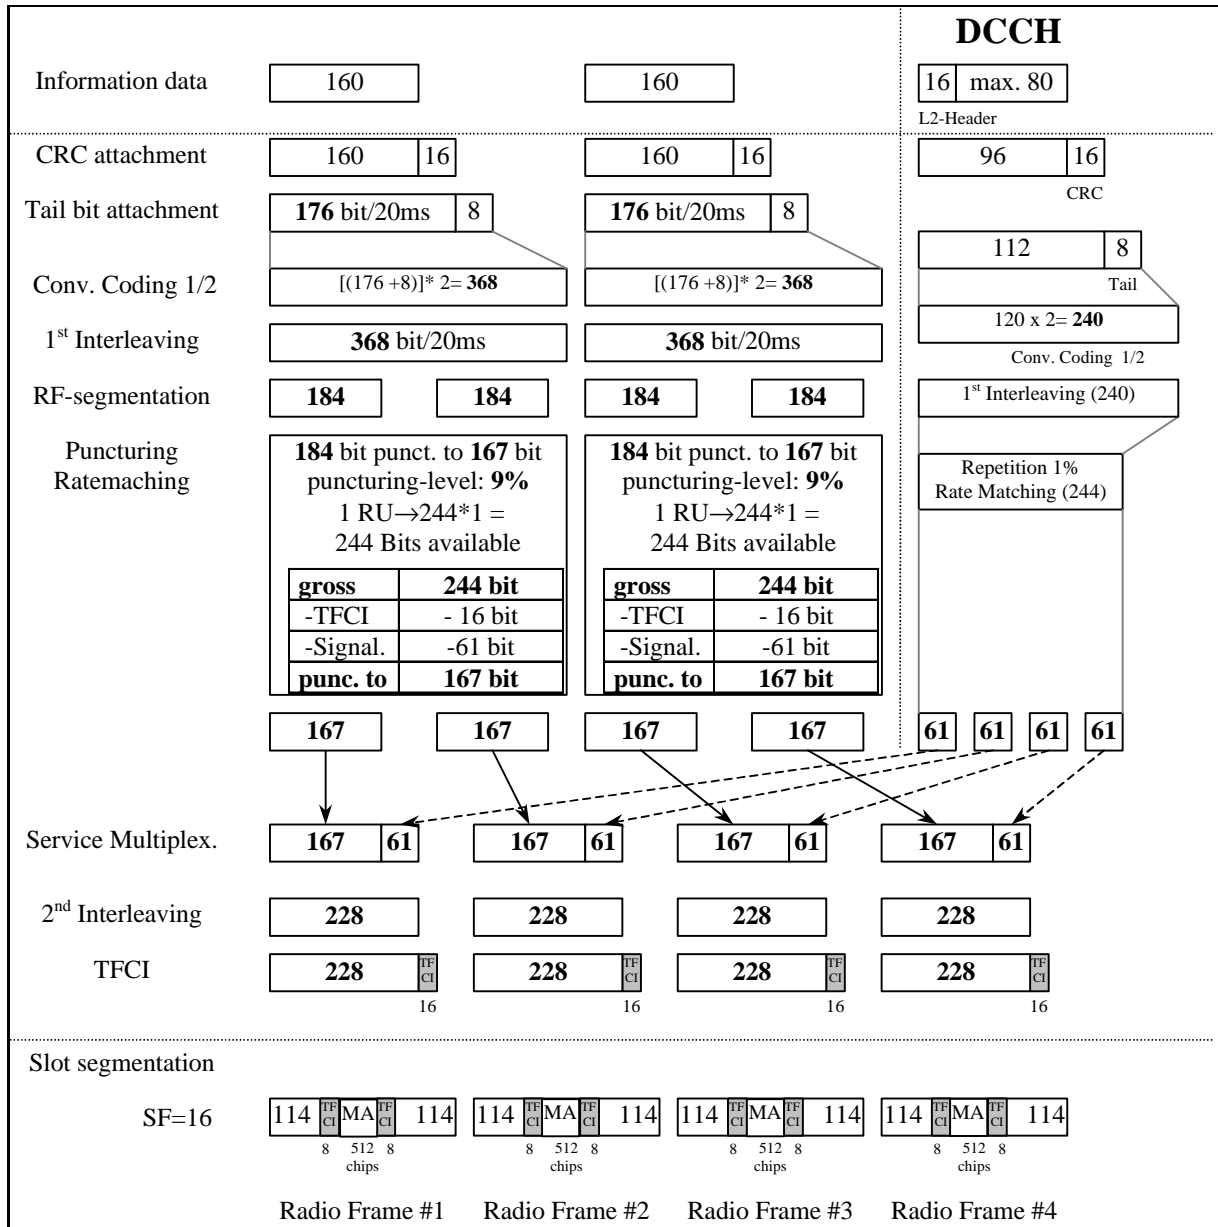 DCCH
Information data 160 160 16 max. 80
L2-Header
CRC attachment 160 16 160 16 96 16
CRC
Tail bit attachment 176 bit/20ms 8 176 bit/20ms 8
112 8
Tail
Conv. Coding 1/2 [(176 +8)]* 2= 368 [(176 +8)]* 2= 368
120 x 2= 240
Conv. Coding 1/2
1st Interleaving 368 bit/20ms 368 bit/20ms
RF-segmentation 184 184 184 184 1st Interleaving (240)
Puncturing
Ratemaching
184 bit punct. to 167 bit
puncturing-level: 9%
1 RU→244*1 =
244 Bits available
gross 244 bit
-TFCI - 16 bit
-Signal. -61 bit
punc. to 167 bit
184 bit punct. to 167 bit
puncturing-level: 9%
1 RU→244*1 =
244 Bits available
gross 244 bit
-TFCI - 16 bit
-Signal. -61 bit
punc. to 167 bit
Repetition 1%
Rate Matching (244)
167 167 167 167 61 61 61 61
Service Multiplex. 167 61 167 61 167 61 167 61
2nd Interleaving 228 228 228 228
TFCI 228 TF CI 228 TF CI 228 TF CI 228 TF CI
16 16 16 16
Slot segmentation
SF=16 114 TF CI MA TF CI 114 114 TF CI MA TF CI 114 114 TF CI MA TF CI 114 114 TF CI MA TF CI 114
8 512 8 8 512 8 8 512 8 8 512 8
chips chips chips chips
Radio Frame #1 Radio Frame #2 Radio Frame #3 Radio Frame #4